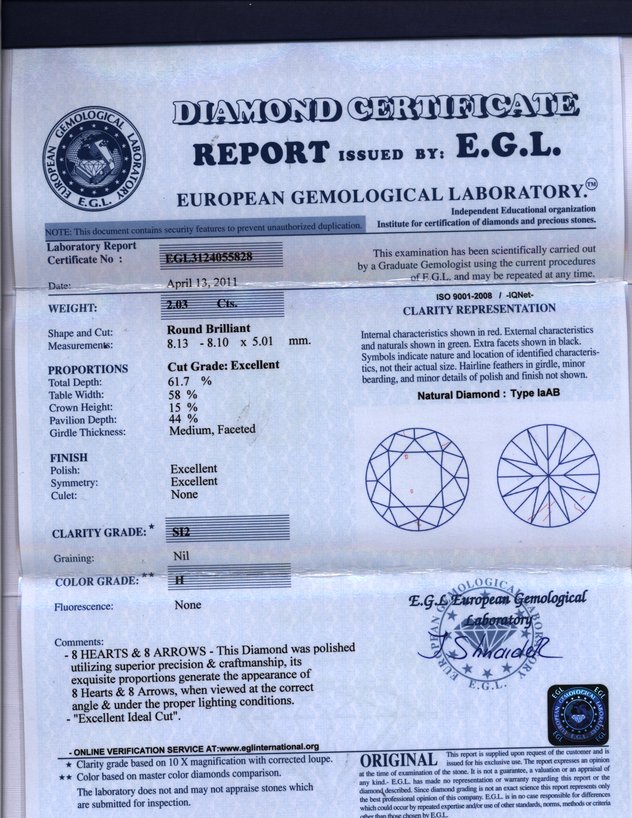 EUROPEAN GEMOLOGICAL LABORATORY
E.G.L.
DIAMOND CERTIFICATE
REPORT ISSUED BY: E.G.L.
EUROPEAN GEMOLOGICAL LABORATORY.™
Independent Educational organization
Institute for certification of diamonds and precious stones.
NOTE: This document contains security features to prevent unauthorized duplication.
Laboratory Report
Certificate No : EGL3124055828
Date: April 13, 2011
WEIGHT: 2.03 Cts.
Shape and Cut: Round Brilliant
Measurements: 8.13 - 8.10 x 5.01 mm.
PROPORTIONS Cut Grade: Excellent
Total Depth: 61.7 %
Table Width: 58 %
Crown Height: 15 %
Pavilion Depth: 44 %
Girdle Thickness: Medium, Faceted
FINISH
Polish: Excellent
Symmetry: Excellent
Culet: None
CLARITY GRADE: * SI2
Graining: Nil
COLOR GRADE: ** H
Fluorescence: None
Comments:
- 8 HEARTS & 8 ARROWS - This Diamond was polished
utilizing superior precision & craftmanship, its
exquisite proportions generate the appearance of
8 Hearts & 8 Arrows, when viewed at the correct
angle & under the proper lighting conditions.
- "Excellent Ideal Cut".
- ONLINE VERIFICATION SERVICE AT:www.eglinternational.org
* Clarity grade based on 10 X magnification with corrected loupe.
** Color based on master color diamonds comparison.
The laboratory does not and may not appraise stones which
are submitted for inspection.
This examination has been scientifically carried out
by a Graduate Gemologist using the current procedures
of E.G.L. and may be repeated at any time.
ISO 9001-2008 / -IQNet-
CLARITY REPRESENTATION
Internal characteristics shown in red. External characteristics
and naturals shown in green. Extra facets shown in black.
Symbols indicate nature and location of identified characteris-
tics, not their actual size. Hairline feathers in girdle, minor
bearding, and minor details of polish and finish not shown.
Natural Diamond : Type IaAB
E.G.L European Gemological
Laboratory
EUROPEAN GEMOLOGICAL LABORATORY
E.G.L.
EGL EGL
EUROPEAN GEMOLOGICAL LABORATORY
ORIGINAL This report is supplied upon request of the customer and is
issued for his exclusive use. The report expresses an opinion
at the time of examination of the stone. It is not a guarantee, a valuation or an appraisal of
any kind.- E.G.L. has made no representation or warranty regarding this report or the
diamond described. Since diamond grading is not an exact science this report represents only
the best professional opinion of this company. E.G.L. is in no case responsible for differences
which could occur by repeated expertise and/or use of other standards, norms, methods or criteria
other than those chosen by E.G.L.